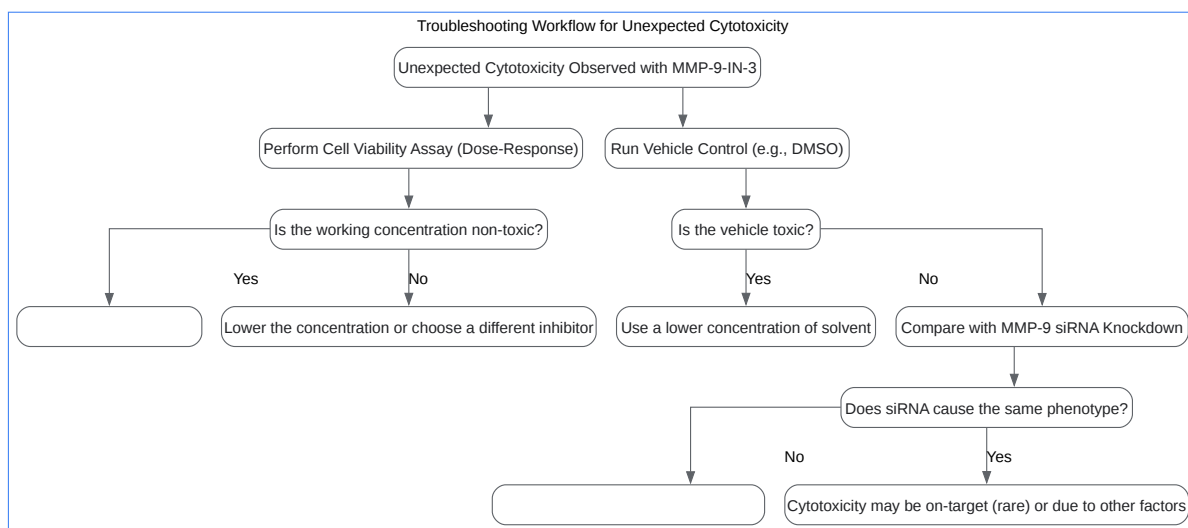 Troubleshooting Workflow for Unexpected Cytotoxicity
Unexpected Cytotoxicity Observed with MMP-9-IN-3
Perform Cell Viability Assay (Dose-Response)
Run Vehicle Control (e.g., DMSO)
Is the working concentration non-toxic?
Is the vehicle toxic?
Yes
No
Yes
No
Lower the concentration or choose a different inhibitor
Use a lower concentration of solvent
Compare with MMP-9 siRNA Knockdown
Does siRNA cause the same phenotype?
No
Yes
Cytotoxicity may be on-target (rare) or due to other factors